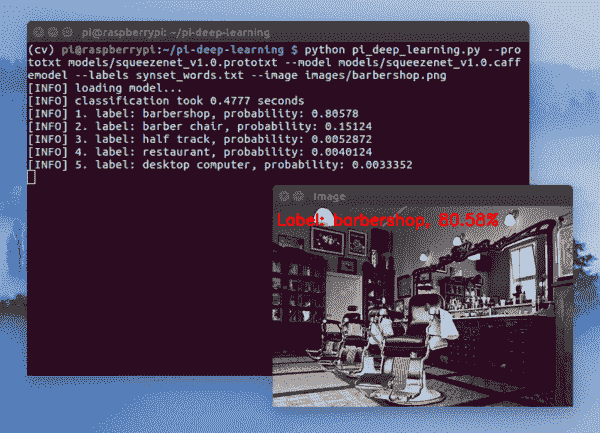 pi@raspberrypi: ~/pi-deep-learning
(cv) pi@raspberrypi:~/pi-deep-learning $ python pi_deep_learning.py --pro
totxt models/squeezenet_v1.0.prototxt --model models/squeezenet_v1.0.caff
emodel --labels synset_words.txt --image images/barbershop.png
[INFO] loading model...
[INFO] classification took 0.4777 seconds
[INFO] 1. label: barbershop, probability: 0.80578
[INFO] 2. label: barber chair, probability: 0.15124
[INFO] 3. label: half track, probability: 0.0052872
[INFO] 4. label: restaurant, probability: 0.0040124
[INFO] 5. label: desktop computer, probability: 0.0033352
Image
Label: barbershop, 80.58%